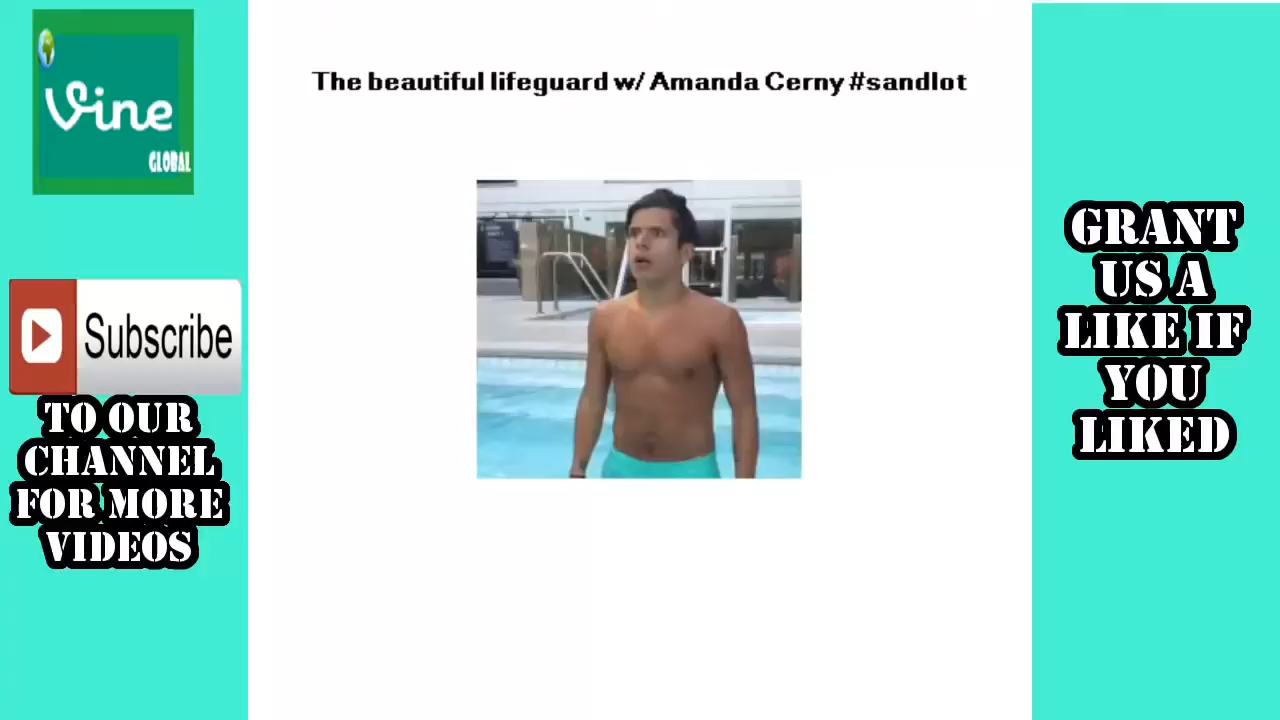 Vine
GLOBAL
The beautiful lifeguard w/ Amanda Cerny #sandlot
Subscribe
TO OUR
CHANNEL
FOR MORE
VIDEOS
GRANT
US A
LIKE IF
YOU
LIKED